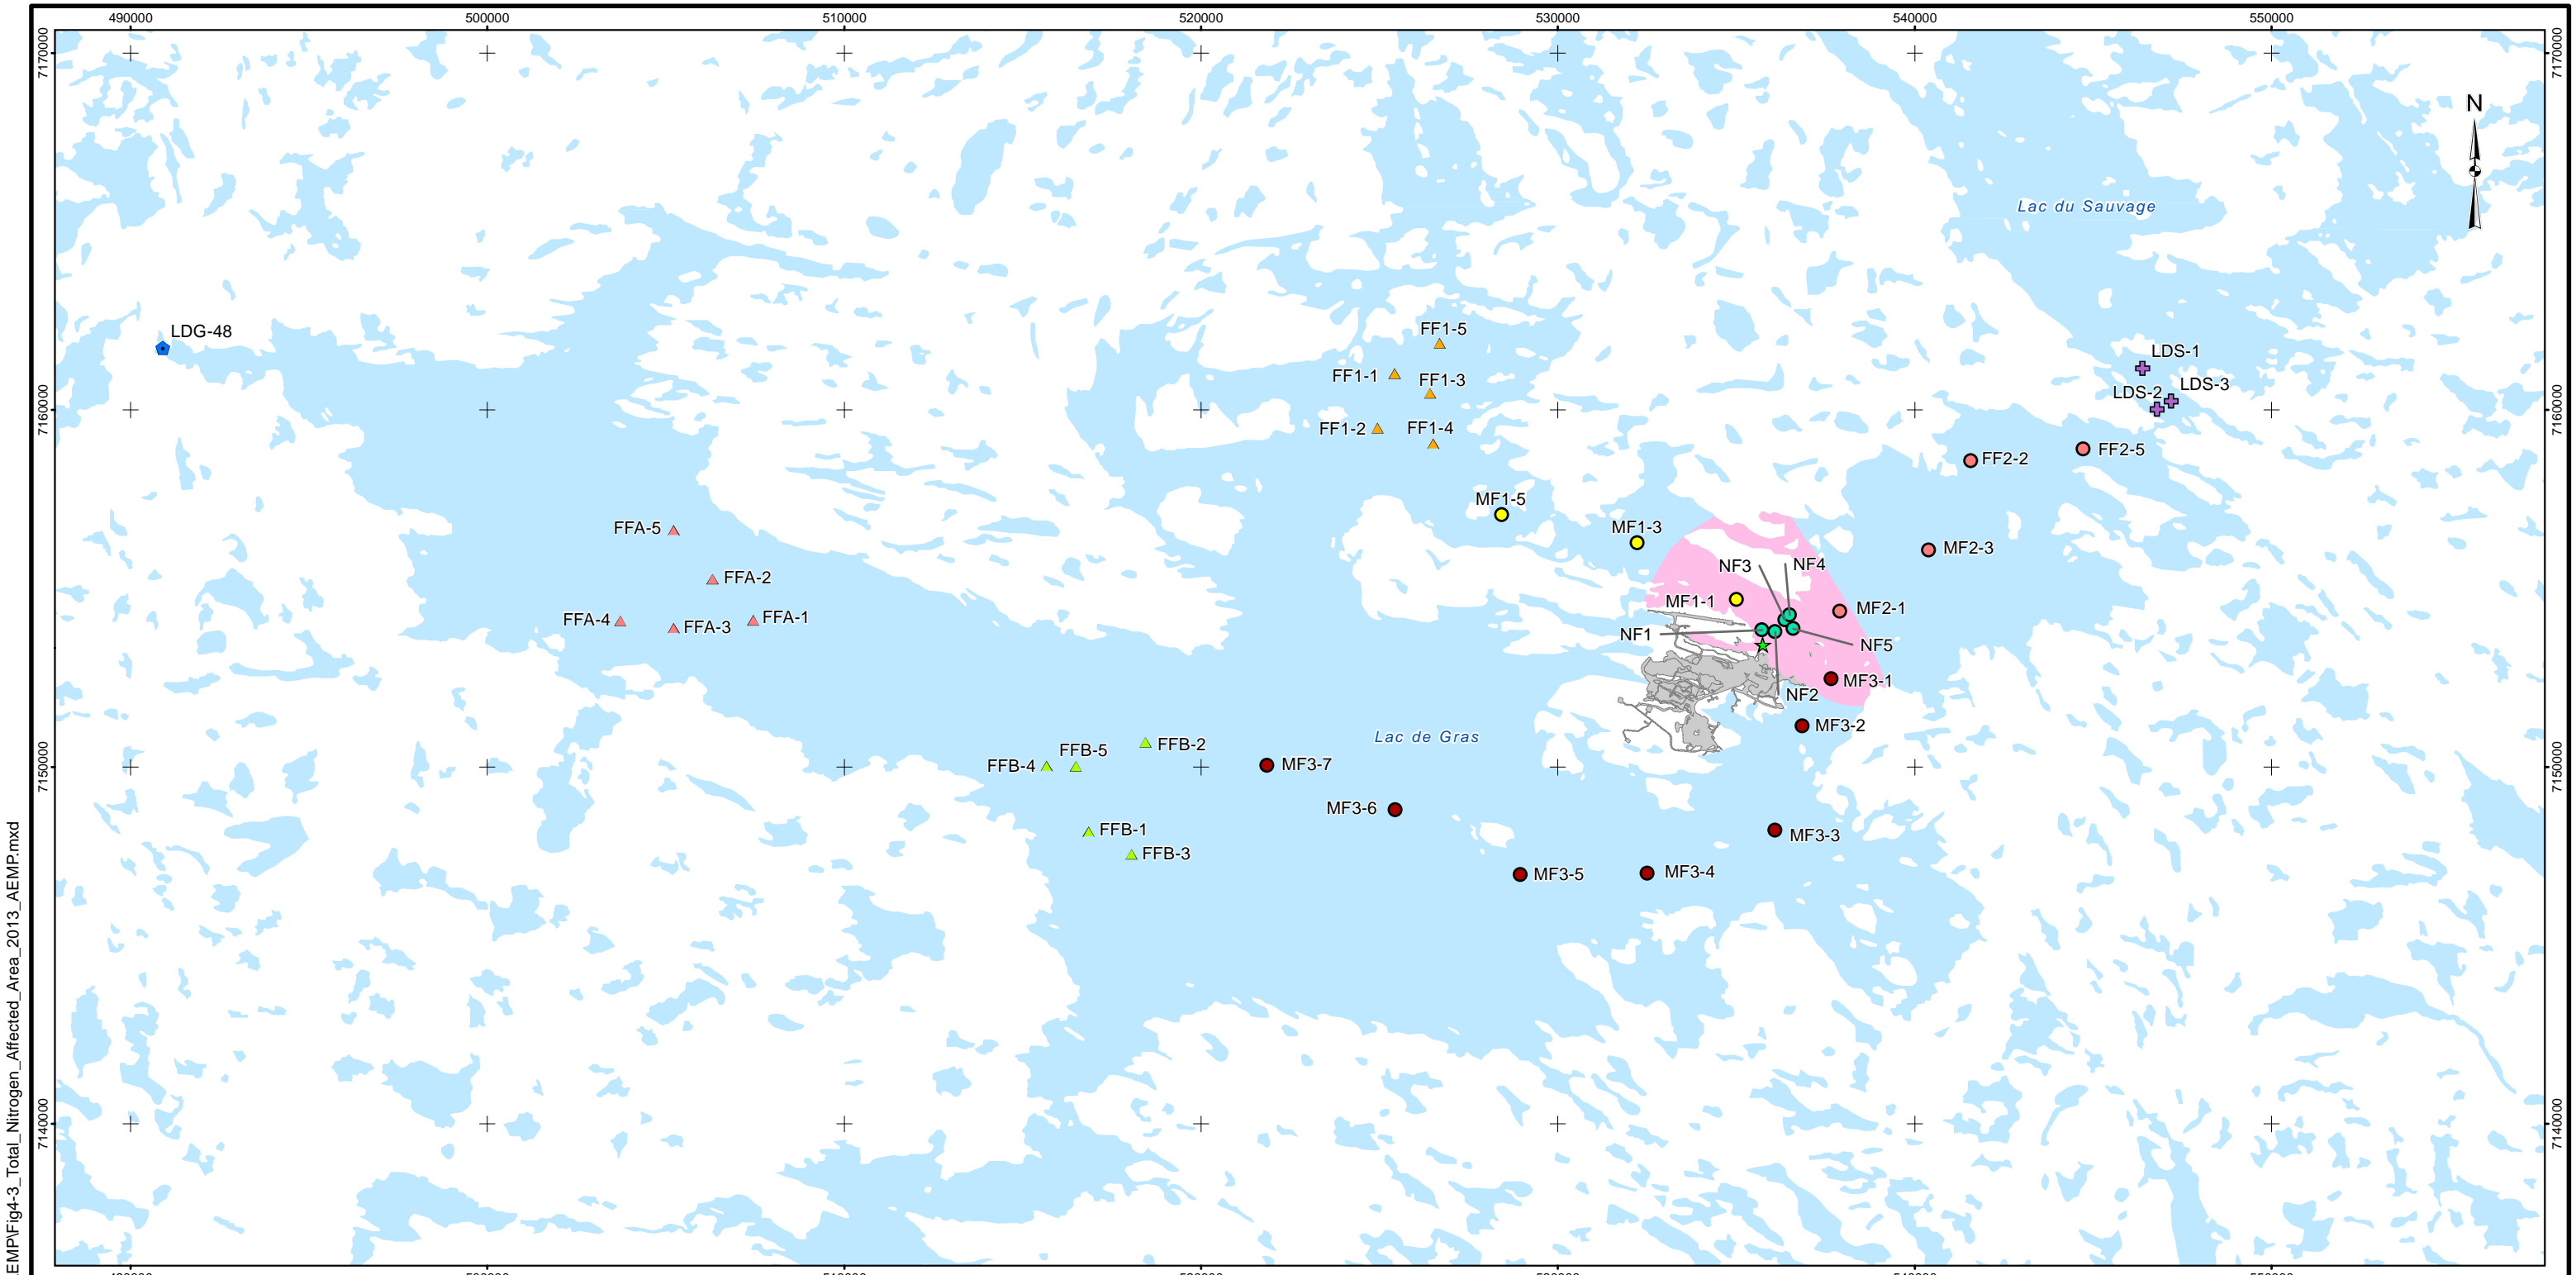 490000
500000
510000
520000
530000
540000
550000
7170000
7170000
N
Lac du Sauvage
LDG-48
FF1-5
LDS-1
FF1-1
FF1-3
LDS-3
LDS-2
7160000
7160000
FF1-2
FF1-4
FF2-5
FF2-2
MF1-5
FFA-5
MF1-3
MF2-3
NF3
NF4
FFA-2
MF1-1
MF2-1
FFA-4
FFA-3
FFA-1
NF1
NF5
MF3-1
NF2
MF3-2
Lac de Gras
FFB-5
FFB-2
FFB-4
MF3-7
7150000
7150000
MF3-6
FFB-1
MF3-3
FFB-3
MF3-5
MF3-4
7140000
7140000
EMP\Fig4-3_Total_Nitrogen_Affected_Area_2013_AEMP.mxd